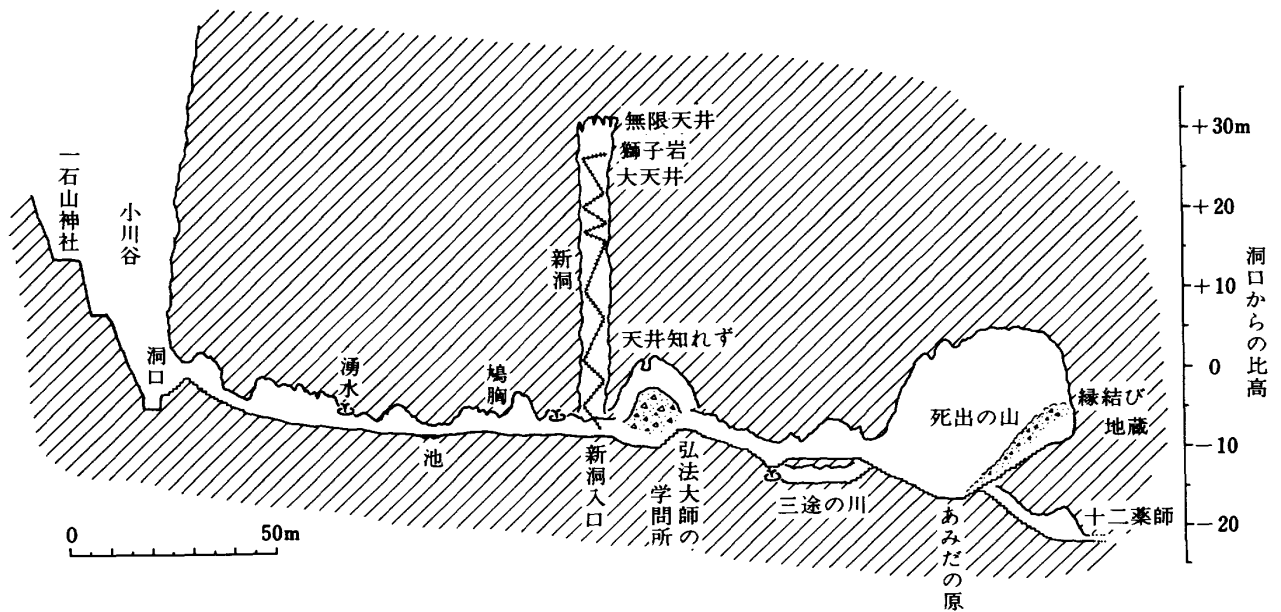 一石山神社
小川谷
洞口
湧水
池
鳩胸
新洞
新洞入口
無限天井
獅子岩
大天井
天井知れず
弘法大師の
学問所
三途の川
死出の山
あみだの原
縁結び
地蔵
十二薬師
+30m
+20
+10
0
-10
-20
洞口からの比高
0
50m